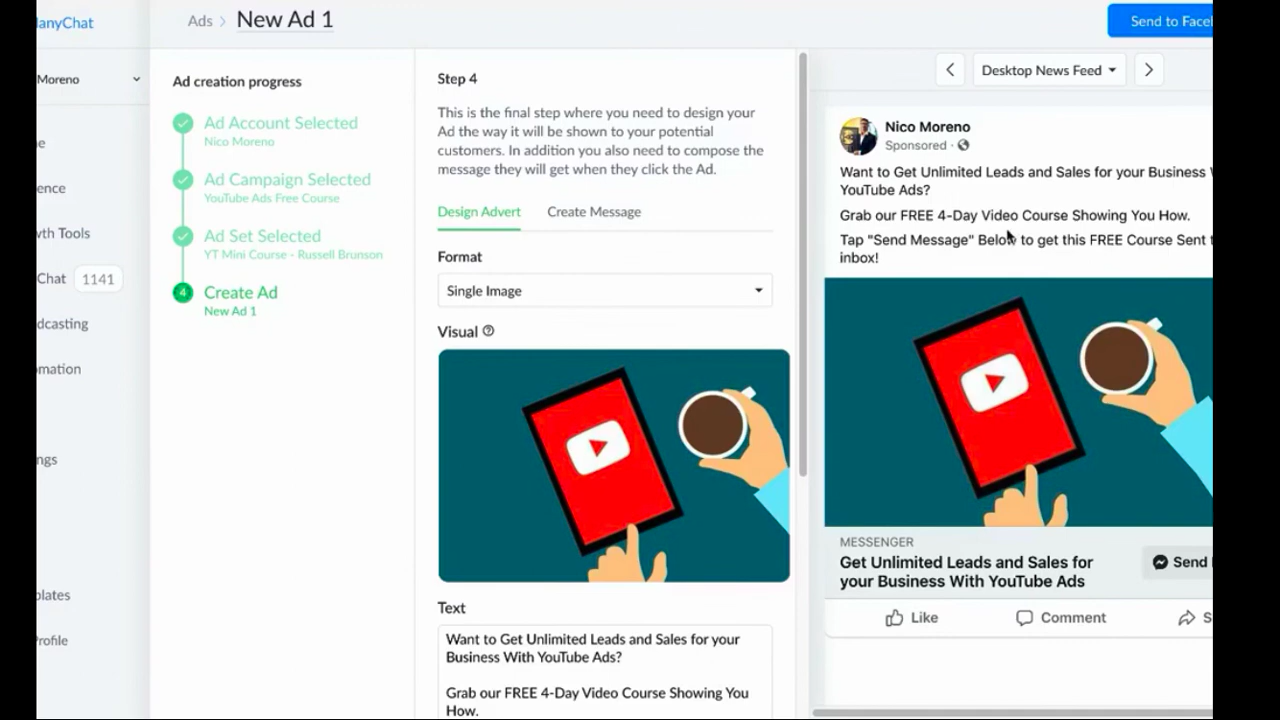 anyChat
Ads > New Ad 1
Send to Face
Moreno
Ad creation progress
Ad Account Selected
Nico Moreno
Ad Campaign Selected
YouTube Ads Free Course
Ad Set Selected
YT Mini Course - Russell Brunson
4 Create Ad
New Ad 1
e
ence
wth Tools
Chat 1141
dcasting
omation
ngs
plates
Profile
Step 4
This is the final step where you need to design your
Ad the way it will be shown to your potential
customers. In addition you also need to compose the
message they will get when they click the Ad.
Design Advert Create Message
Format
Single Image
Visual
Text
Want to Get Unlimited Leads and Sales for your
Business With YouTube Ads?
Grab our FREE 4-Day Video Course Showing You
How.
Desktop News Feed
Nico Moreno
Sponsored ·
Want to Get Unlimited Leads and Sales for your Business
YouTube Ads?
Grab our FREE 4-Day Video Course Showing You How.
Tap "Send Message" Below to get this FREE Course Sent t
inbox!
MESSENGER
Get Unlimited Leads and Sales for
your Business With YouTube Ads
Send
Like Comment S